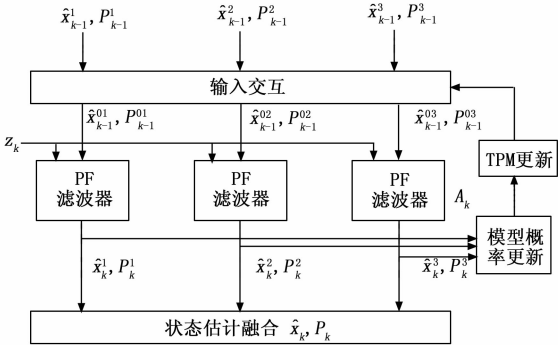 x̂¹ₖ₋₁, P¹ₖ₋₁
x̂²ₖ₋₁, P²ₖ₋₁
x̂³ₖ₋₁, P³ₖ₋₁
输入交互
x̂⁰¹ₖ₋₁, P⁰¹ₖ₋₁
x̂⁰²ₖ₋₁, P⁰²ₖ₋₁
x̂⁰³ₖ₋₁, P⁰³ₖ₋₁
zₖ
TPM更新
PF
滤波器
PF
滤波器
PF
滤波器
Aₖ
模型概
率更新
x̂¹ₖ, P¹ₖ
x̂²ₖ, P²ₖ
x̂³ₖ, P³ₖ
状态估计融合 x̂ₖ, Pₖ